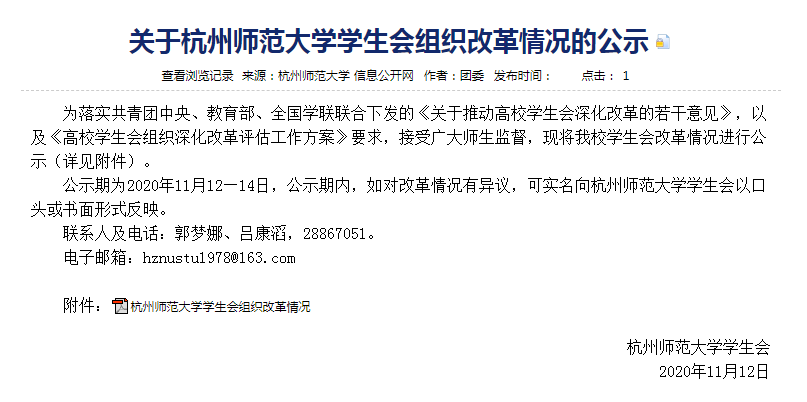 关于杭州师范大学学生会组织改革情况的公示
查看浏览记录 来源：杭州师范大学 信息公开网 作者：团委 发布时间： 点击： 1
为落实共青团中央、教育部、全国学联联合下发的《关于推动高校学生会深化改革的若干意见》，以
及《高校学生会组织深化改革评估工作方案》要求，接受广大师生监督，现将我校学生会改革情况进行公
示（详见附件）。
公示期为2020年11月12—14日，公示期内，如对改革情况有异议，可实名向杭州师范大学学生会以口
头或书面形式反映。
联系人及电话：郭梦娜、吕康滔，28867051。
电子邮箱：hznustu1978@163.com
附件： 杭州师范大学学生会组织改革情况
杭州师范大学学生会
2020年11月12日